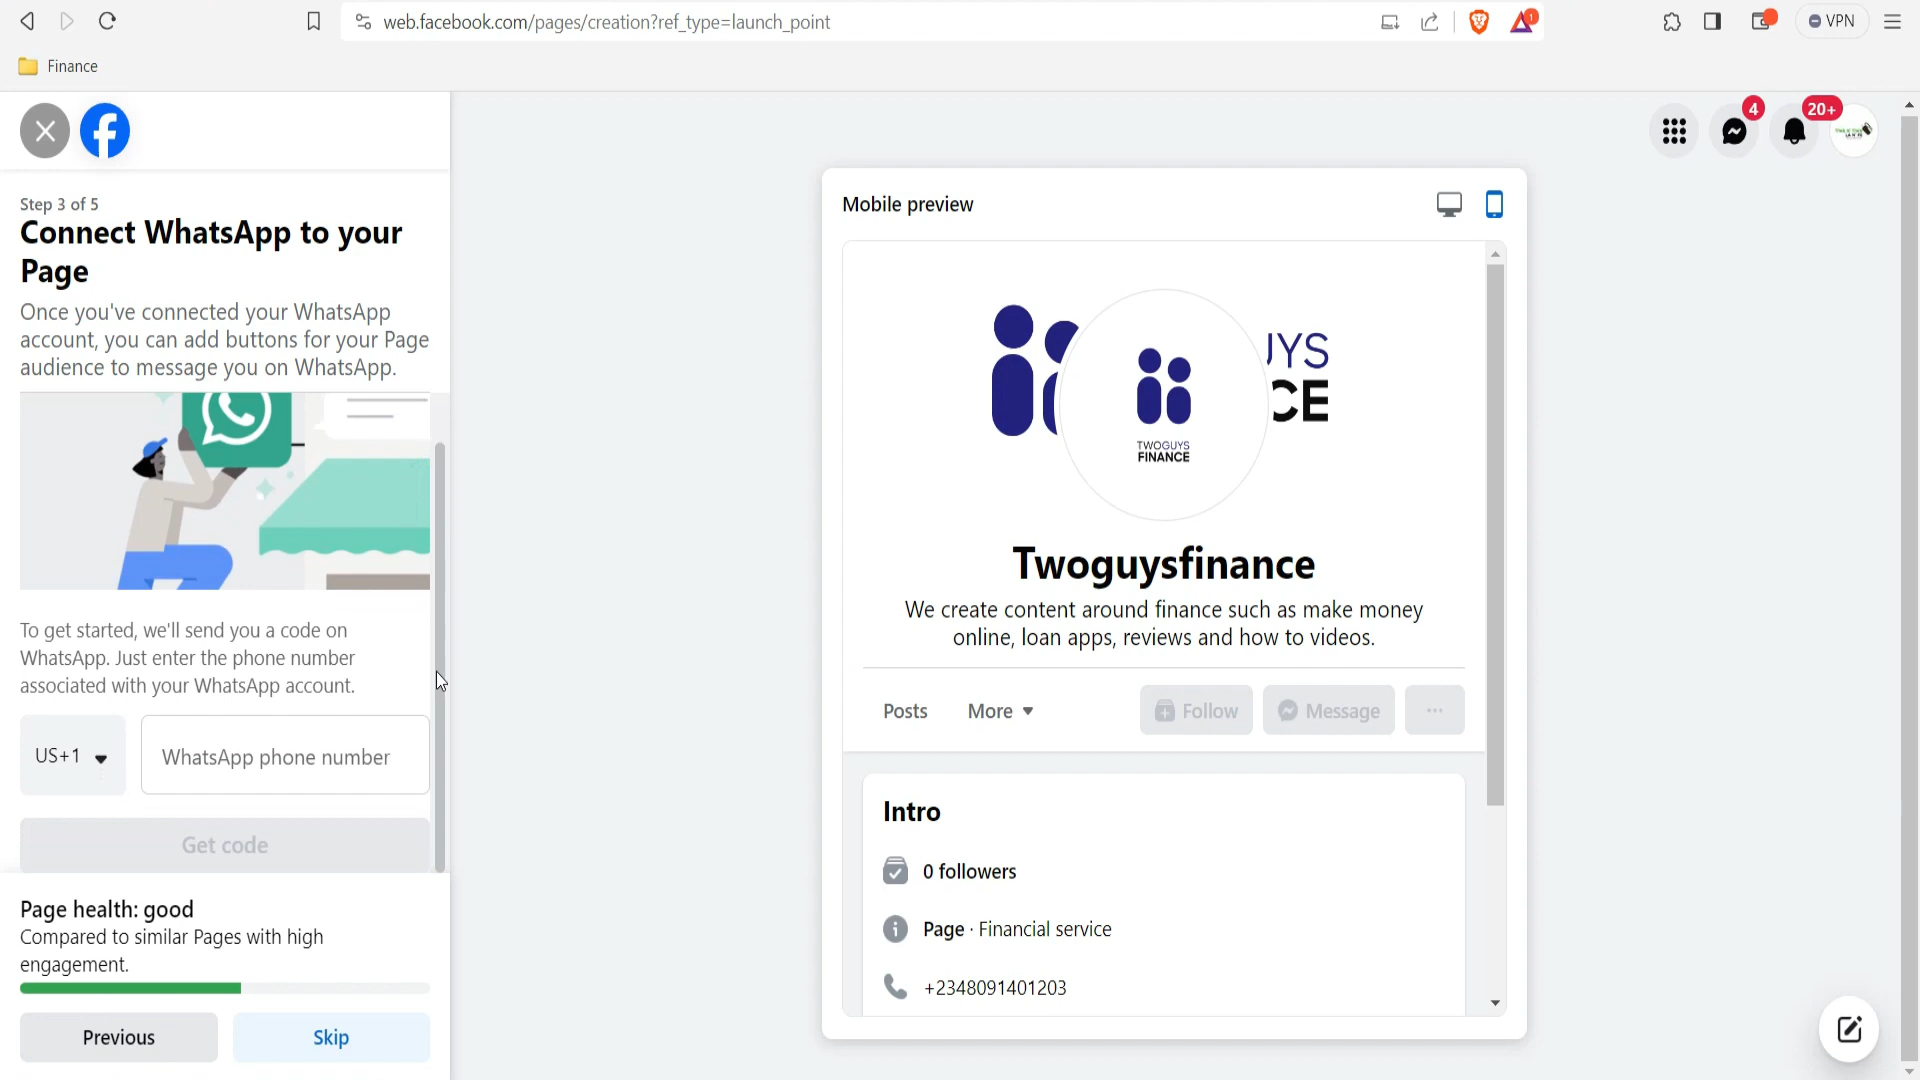 web.facebook.com/pages/creation?ref_type=launch_point
1
VPN
Finance
4
20+
Step 3 of 5
Connect WhatsApp to your
Page
Once you've connected your WhatsApp
account, you can add buttons for your Page
audience to message you on WhatsApp.
To get started, we'll send you a code on
WhatsApp. Just enter the phone number
associated with your WhatsApp account.
US+1
WhatsApp phone number
Get code
Page health: good
Compared to similar Pages with high
engagement.
Previous
Skip
Mobile preview
UYS
CE
TWOGUYS
FINANCE
Twoguysfinance
We create content around finance such as make money
online, loan apps, reviews and how to videos.
Posts
More
Follow
Message
Intro
0 followers
Page · Financial service
+2348091401203